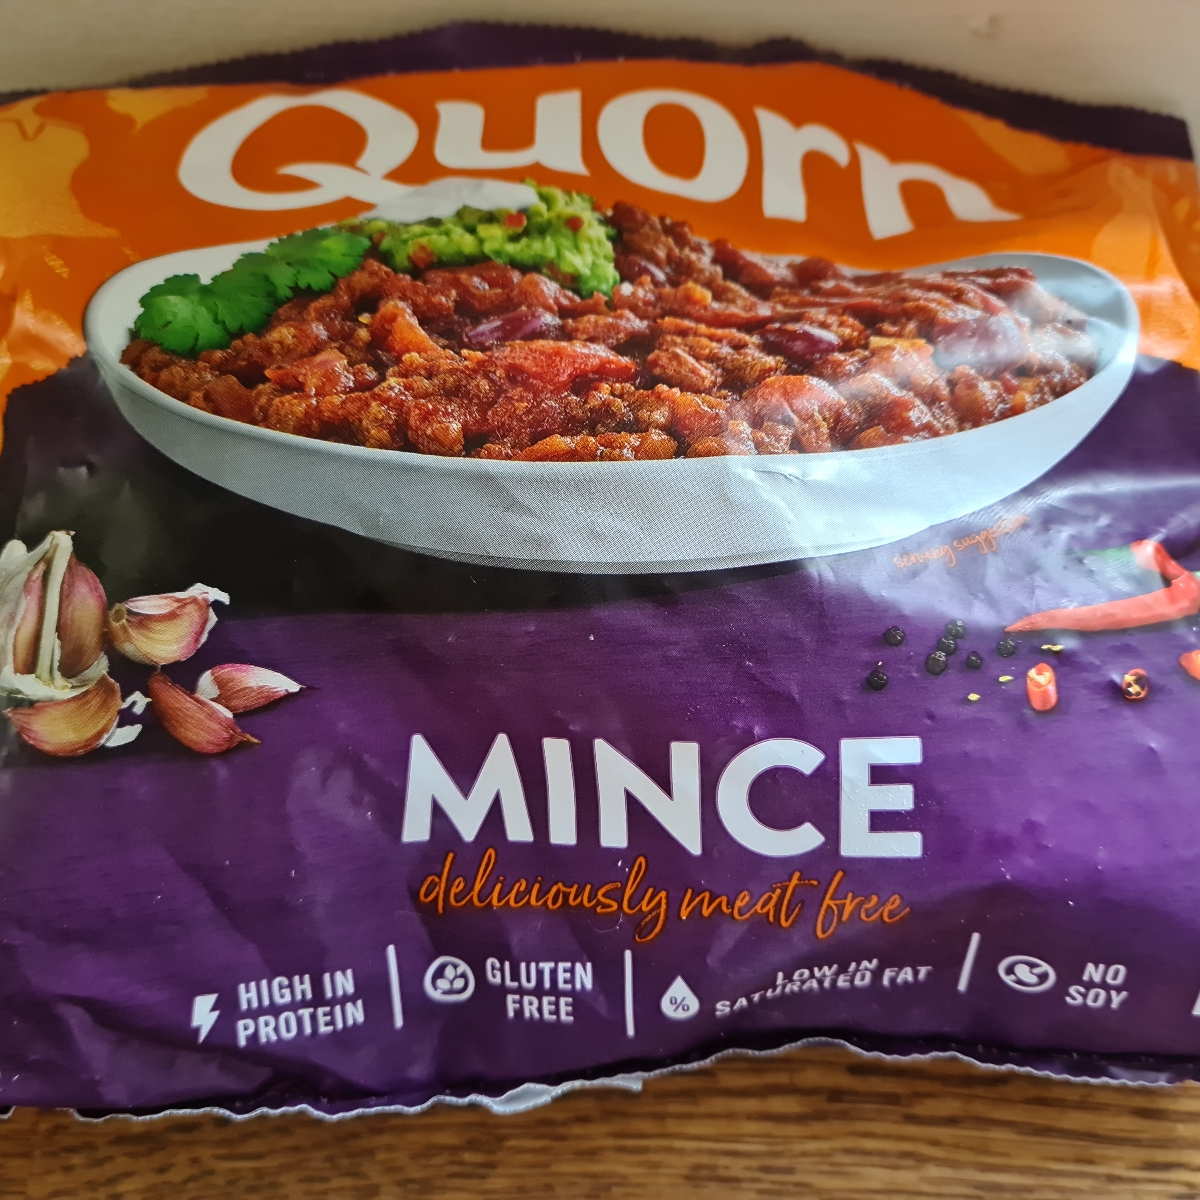 Quorn
serving suggestion
MINCE
deliciously meat free
HIGH IN
PROTEIN
GLUTEN
FREE
%
LOW IN
SATURATED FAT
NO
SOY